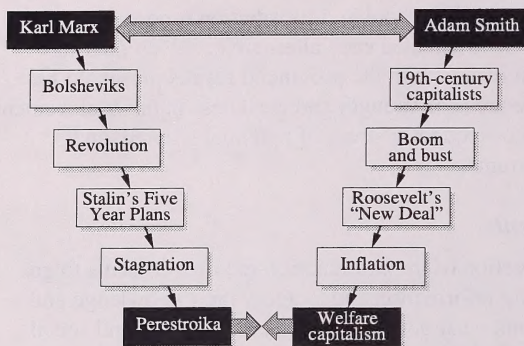 Karl Marx
Adam Smith
Bolsheviks
19th-century
capitalists
Revolution
Boom
and bust
Stalin's Five
Year Plans
Roosevelt's
"New Deal"
Stagnation
Inflation
Perestroika
Welfare
capitalism